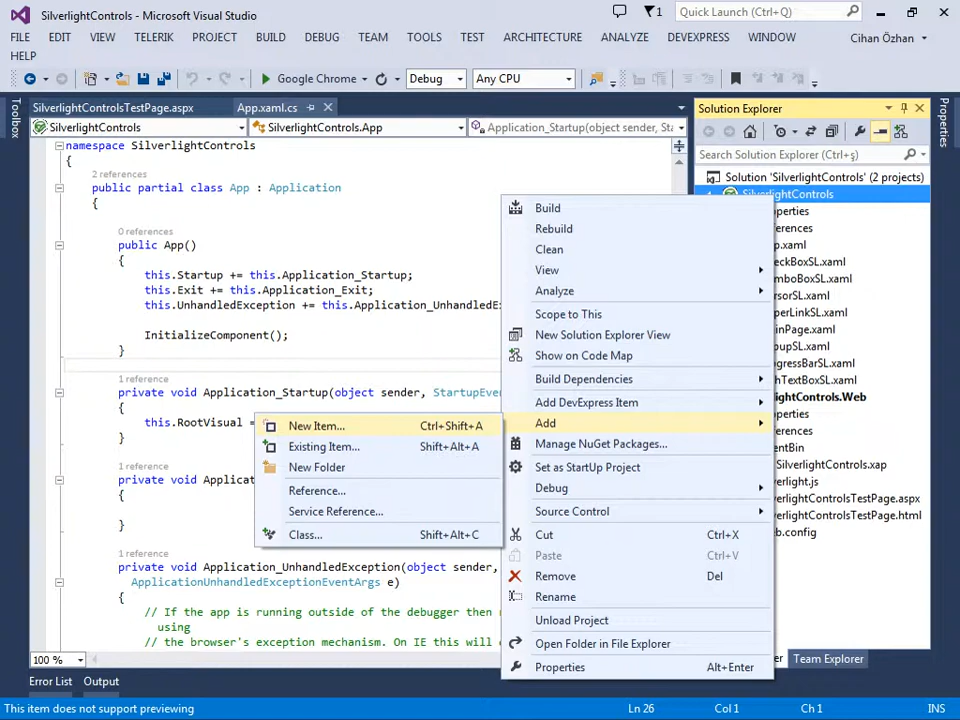 SilverlightControls - Microsoft Visual Studio
1
Quick Launch (Ctrl+Q)
FILE EDIT VIEW TELERIK PROJECT BUILD DEBUG TEAM TOOLS TEST ARCHITECTURE ANALYZE DEVEXPRESS WINDOW
Cihan Özhan
HELP
Google Chrome
Debug
Any CPU
Toolbox
SilverlightControlsTestPage.aspx
App.xaml.cs
SilverlightControls
SilverlightControls.App
Application_Startup(object sender, Sta
namespace SilverlightControls
{
2 references
public partial class App : Application
{
0 references
public App()
{
this.Startup += this.Application_Startup;
this.Exit += this.Application_Exit;
this.UnhandledException += this.Application_UnhandledE
InitializeComponent();
}
1 reference
private void Application_Startup(object sender, StartupEve
{
this.RootVisual =
}
1 reference
private void Applicat
{
}
1 reference
private void Application_UnhandledException(object sender,
ApplicationUnhandledExceptionEventArgs e)
{
// If the app is running outside of the debugger then
using
// the browser's exception mechanism. On IE this will
100 %
New Item... Ctrl+Shift+A
Existing Item... Shift+Alt+A
New Folder
Reference...
Service Reference...
Class... Shift+Alt+C
Build
Rebuild
Clean
View
Analyze
Scope to This
New Solution Explorer View
Show on Code Map
Build Dependencies
Add DevExpress Item
Add
Manage NuGet Packages...
Set as StartUp Project
Debug
Source Control
Cut Ctrl+X
Paste Ctrl+V
Remove Del
Rename
Unload Project
Open Folder in File Explorer
Properties Alt+Enter
Solution Explorer
Search Solution Explorer (Ctrl+ş)
Solution 'SilverlightControls' (2 projects)
SilverlightControls
perties
erences
p.xaml
eckBoxSL.xaml
mboBoxSL.xaml
rsorSL.xaml
perLinkSL.xaml
inPage.xaml
pupSL.xaml
gressBarSL.xaml
hTextBoxSL.xaml
rlightControls.Web
perties
erences
entBin
ilverlightControls.xap
erlight.js
erlightControlsTestPage.aspx
erlightControlsTestPage.html
b.config
Team Explorer
Properties
Error List Output
This item does not support previewing
Ln 26
Col 1
Ch 1
INS